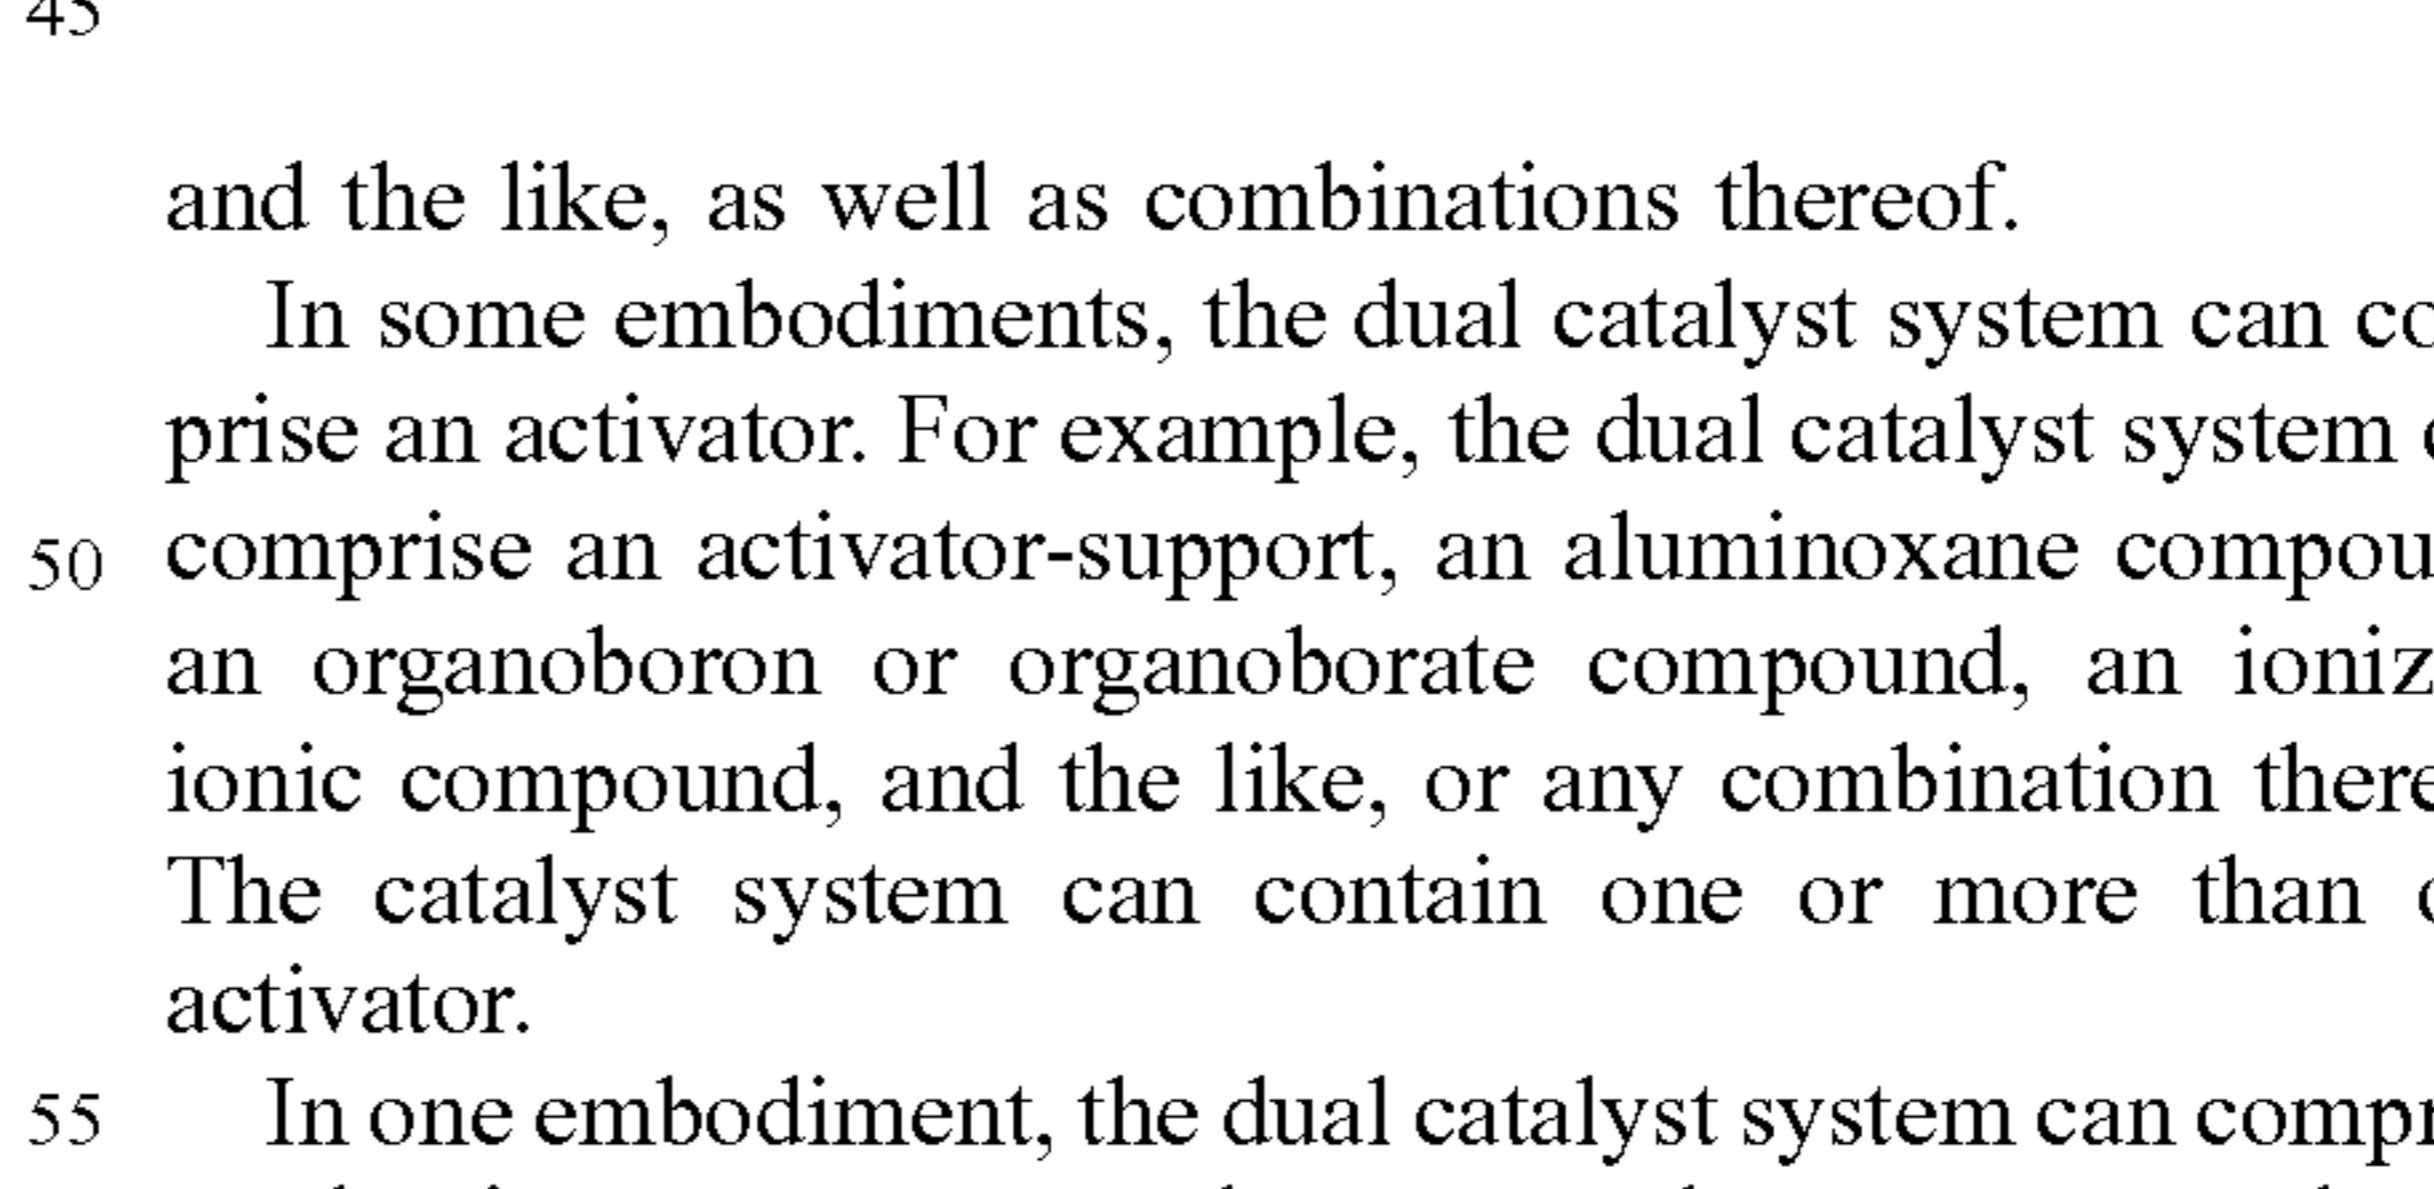 45
and the like, as well as combinations thereof.
In some embodiments, the dual catalyst system can co
prise an activator. For example, the dual catalyst system
50 comprise an activator-support, an aluminoxane compou
an organoboron or organoborate compound, an ioniz
ionic compound, and the like, or any combination there
The catalyst system can contain one or more than
activator.
55 In one embodiment, the dual catalyst system can compr